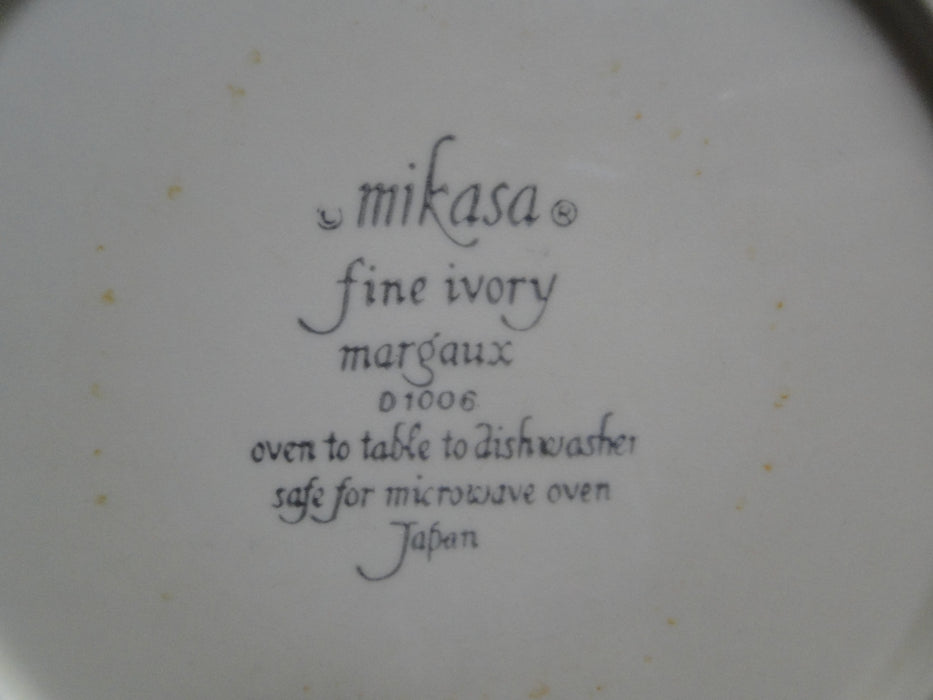 mikasa ®
fine ivory
margaux
D1006
oven to table to dishwasher
safe for microwave oven
Japan